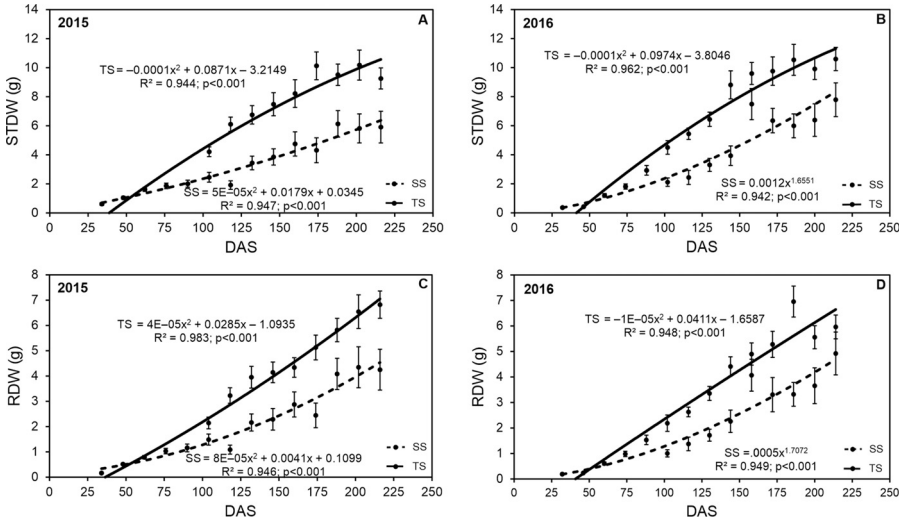 2015
A
STDW (g)
14
12
10
8
6
4
2
0
TS = –0.0001x² + 0.0871x – 3.2149
R² = 0.944; p<0.001
SS = 5E–05x² + 0.0179x + 0.0345
R² = 0.947; p<0.001
SS
TS
0 25 50 75 100 125 150 175 200 225 250
DAS
2016
B
STDW (g)
14
12
10
8
6
4
2
0
TS = –0.0001x² + 0.0974x – 3.8046
R² = 0.962; p<0.001
SS = 0.0012x^1.6551
R² = 0.942; p<0.001
SS
TS
0 25 50 75 100 125 150 175 200 225 250
DAS
2015
C
RDW (g)
8
7
6
5
4
3
2
1
0
TS = 4E–05x² + 0.0285x – 1.0935
R² = 0.983; p<0.001
SS = 8E–05x² + 0.0041x + 0.1099
R² = 0.946; p<0.001
SS
TS
0 25 50 75 100 125 150 175 200 225 250
DAS
2016
D
RDW (g)
8
7
6
5
4
3
2
1
0
TS = –1E–05x² + 0.0411x – 1.6587
R² = 0.948; p<0.001
SS = .0005x^1.7072
R² = 0.949; p<0.001
SS
TS
0 25 50 75 100 125 150 175 200 225 250
DAS